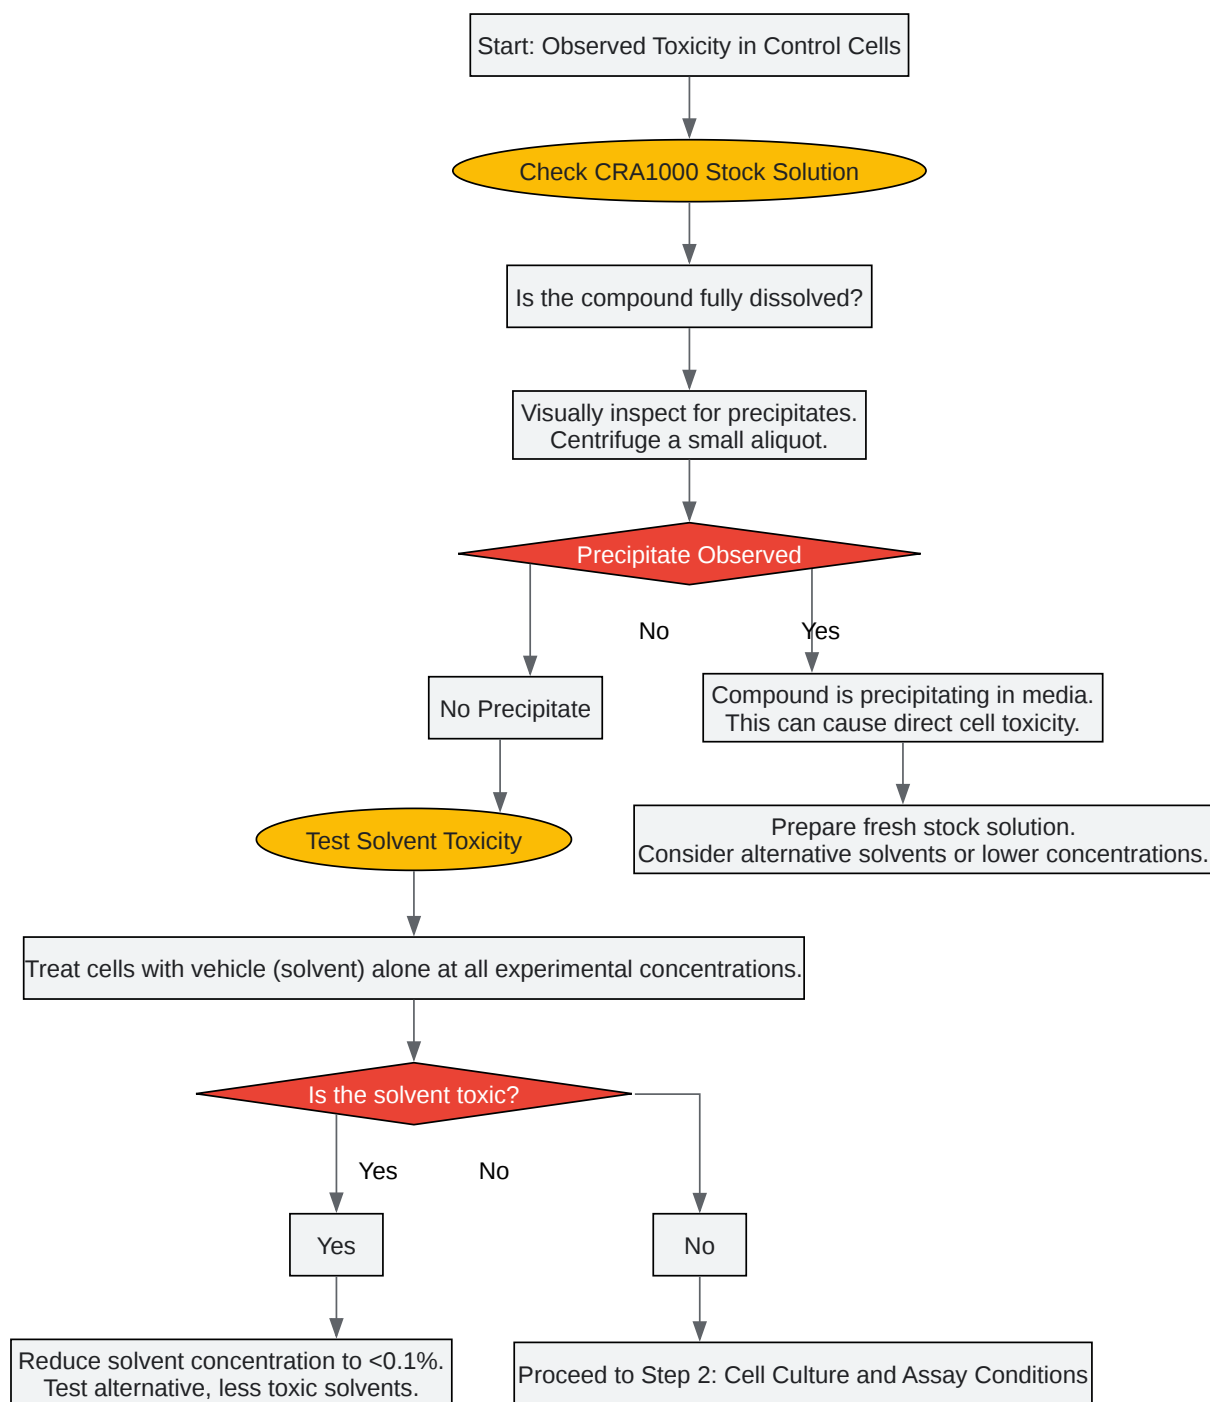 Start: Observed Toxicity in Control Cells
Check CRA1000 Stock Solution
Is the compound fully dissolved?
Visually inspect for precipitates.
Centrifuge a small aliquot.
Precipitate Observed
No
Yes
No Precipitate
Compound is precipitating in media.
This can cause direct cell toxicity.
Prepare fresh stock solution.
Consider alternative solvents or lower concentrations.
Test Solvent Toxicity
Treat cells with vehicle (solvent) alone at all experimental concentrations.
Is the solvent toxic?
Yes
No
Yes
No
Reduce solvent concentration to <0.1%.
Test alternative, less toxic solvents.
Proceed to Step 2: Cell Culture and Assay Conditions